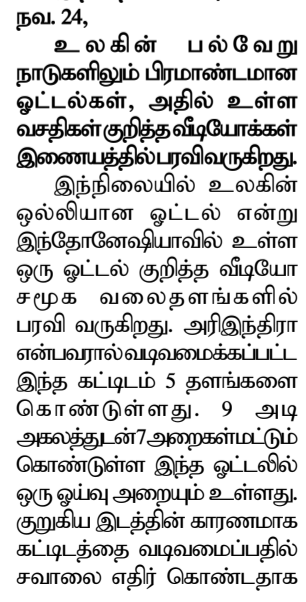 நவ. 24,
உலகின் பல்வேறு
நாடுகளிலும் பிரமாண்டமான
ஓட்டல்கள், அதில் உள்ள
வசதிகள் குறித்த வீடியோக்கள்
இணையத்தில் பரவி வருகிறது.
இந்நிலையில் உலகின்
ஒல்லியான ஓட்டல் என்று
இந்தோனேஷியாவில் உள்ள
ஒரு ஓட்டல் குறித்த வீடியோ
சமூக வலைதளங்களில்
பரவி வருகிறது. அரிஇந்திரா
என்பவரால் வடிவமைக்கப்பட்ட
இந்த கட்டிடம் 5 தளங்களை
கொண்டுள்ளது. 9 அடி
அகலத்துடன் 7 அறைகள் மட்டும்
கொண்டுள்ள இந்த ஓட்டலில்
ஒரு ஓய்வு அறையும் உள்ளது.
குறுகிய இடத்தின் காரணமாக
கட்டிடத்தை வடிவமைப்பதில்
சவாலை எதிர் கொண்டதாக